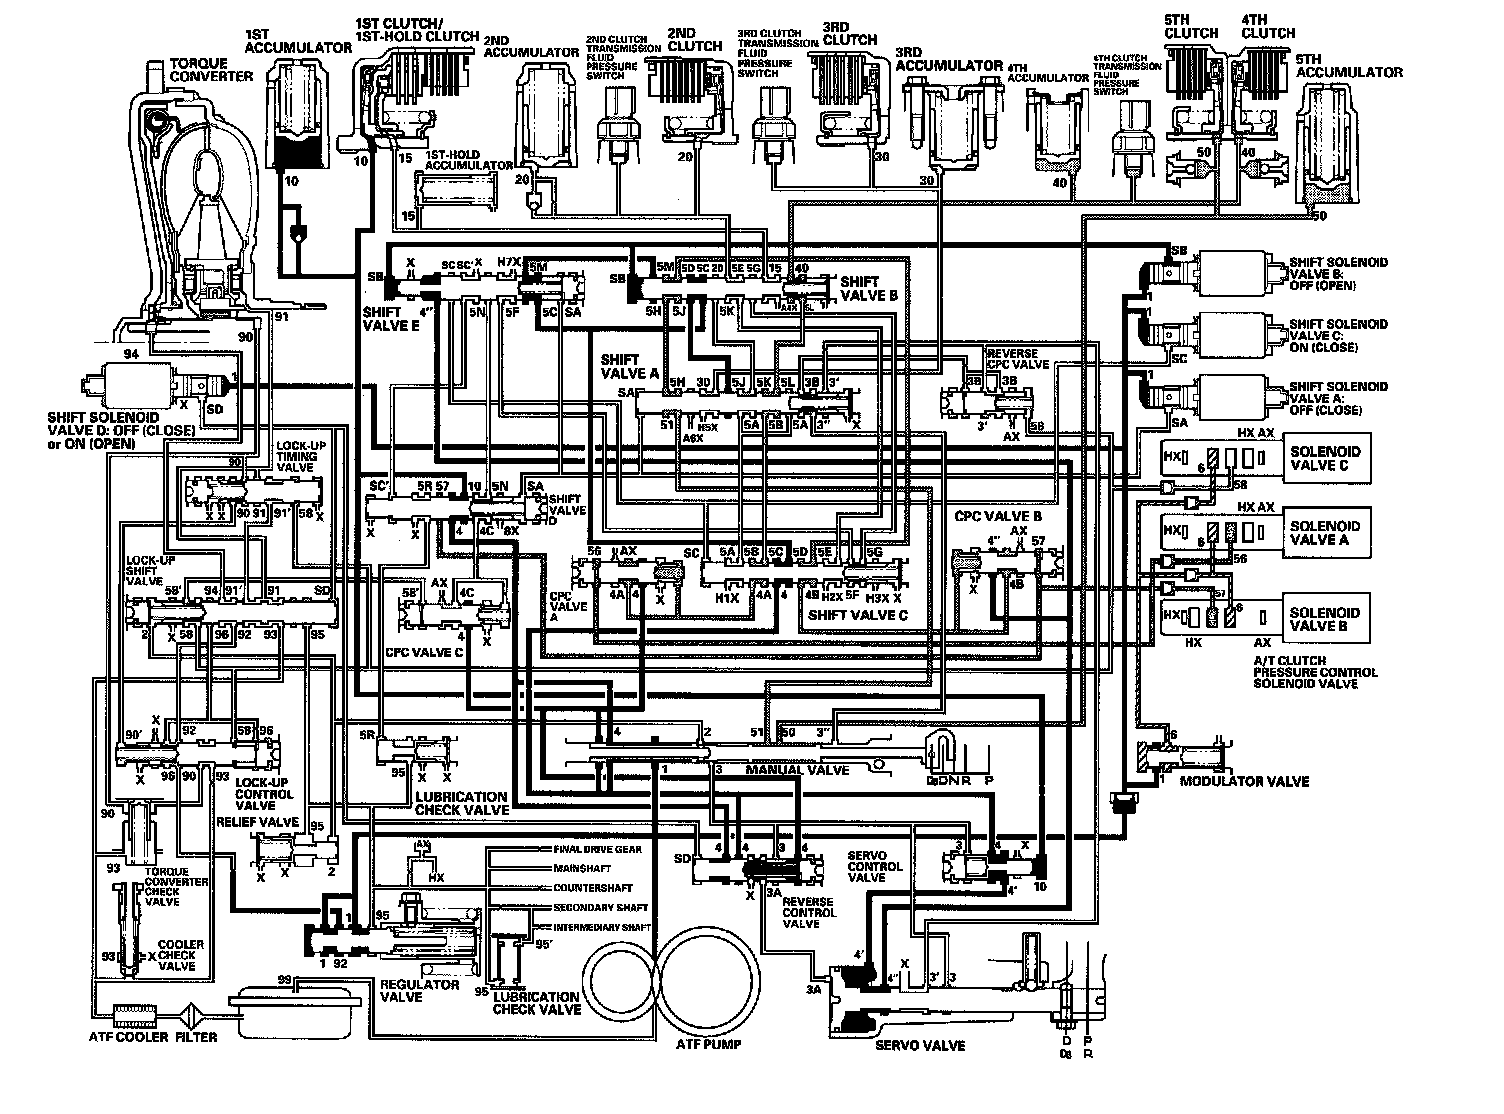 1ST
ACCUMULATOR
1ST CLUTCH/
1ST-HOLD CLUTCH
2ND
ACCUMULATOR
2ND CLUTCH
TRANSMISSION
FLUID
PRESSURE
SWITCH
2ND
CLUTCH
3RD CLUTCH
TRANSMISSION
FLUID
PRESSURE
SWITCH
3RD
CLUTCH
3RD
ACCUMULATOR
4TH
ACCUMULATOR
4TH CLUTCH
TRANSMISSION
FLUID
PRESSURE
SWITCH
5TH
CLUTCH
4TH
CLUTCH
5TH
ACCUMULATOR
TORQUE
CONVERTER
10
10
15
1ST-HOLD
ACCUMULATOR
15
20
20
30
30
40
50
40
50
91
90
94
SB
X
SC
SC'
X
H7X
5M
SHIFT
VALVE E
4"
5N
5F
5C
SA
SB
5M
5D
5C
20
5E
5G
15
40
SHIFT
VALVE B
5H
5J
5K
A4X
5L
SB
SHIFT SOLENOID
VALVE B:
OFF (OPEN)
1
SHIFT SOLENOID
VALVE C:
ON (CLOSE)
1
SC
SHIFT SOLENOID
VALVE A:
OFF (CLOSE)
1
SA
1
X
SD
SHIFT SOLENOID
VALVE D: OFF (CLOSE)
or ON (OPEN)
SHIFT
VALVE A
SA
5H
30
5J
5K
5L
3B
3'
51
A6X
H5X
5A
5B
5A
3"
X
REVERSE
CPC VALVE
3B
3B
3'
AX
56
HX AX
HX
6
58
SOLENOID
VALVE C
HX AX
HX
6
56
SOLENOID
VALVE A
57
6
SOLENOID
VALVE B
HX
AX
A/T CLUTCH
PRESSURE CONTROL
SOLENOID VALVE
LOCK-UP
TIMING
VALVE
90
X X
90
91
91'
58
X
SC'
5R
57
10
5N
SA
SHIFT
VALVE
D
X
X
4
4C
8X
X
CPC VALVE B
AX
4"
57
X
4B
X
56
AX
CPC
VALVE
A
4A
4
X
SC
5A
5B
5C
5D
5E
5G
H1X
4A
4
4B
H2X
5F
H3X
X
SHIFT VALVE C
LOCK-UP
SHIFT
VALVE
58'
94
91'
91
SD
2
X
58
96
92
93
95
58'
AX
4C
4
X
CPC VALVE C
X
90'
92
58
96
X
96
90
93
X
LOCK-UP
CONTROL
VALVE
5R
95
X
X
LUBRICATION
CHECK VALVE
4
2
51
50
3"
1
3
MANUAL VALVE
D3
D
N
R
P
6
1
MODULATOR VALVE
90
93
TORQUE
CONVERTER
CHECK
VALVE
RELIEF VALVE
95
X
X
2
93
X
COOLER
CHECK
VALVE
AX
HX
FINAL DRIVE GEAR
MAINSHAFT
COUNTERSHAFT
SECONDARY SHAFT
INTERMEDIARY SHAFT
1
95
1
92
REGULATOR
VALVE
95'
95
LUBRICATION
CHECK VALVE
SD
4
4
3
4
X
3A
REVERSE
CONTROL
VALVE
SERVO
CONTROL
VALVE
3
4
X
4'
10
99
ATF COOLER
FILTER
ATF PUMP
4'
3A
4"
X
3'
3
SERVO VALVE
D
D3
P
R